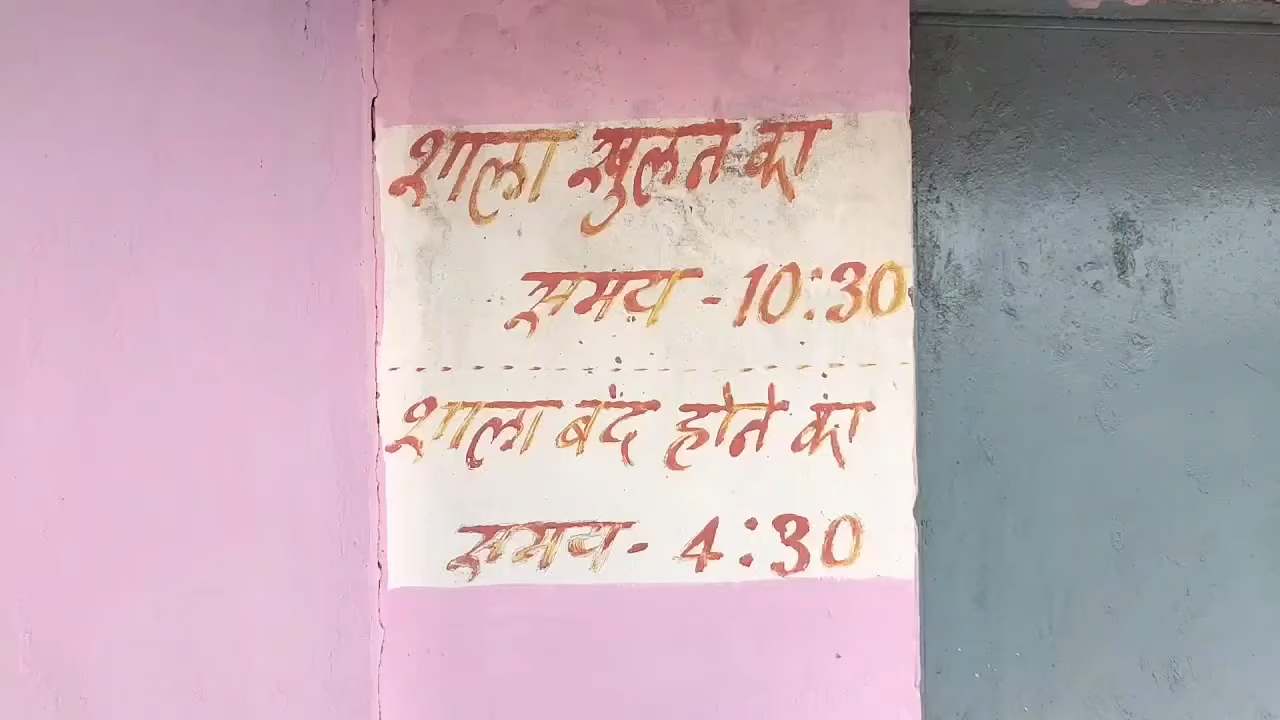 शाला खुलने का
समय - 10:30
शाला बंद होने का
समय - 4:30